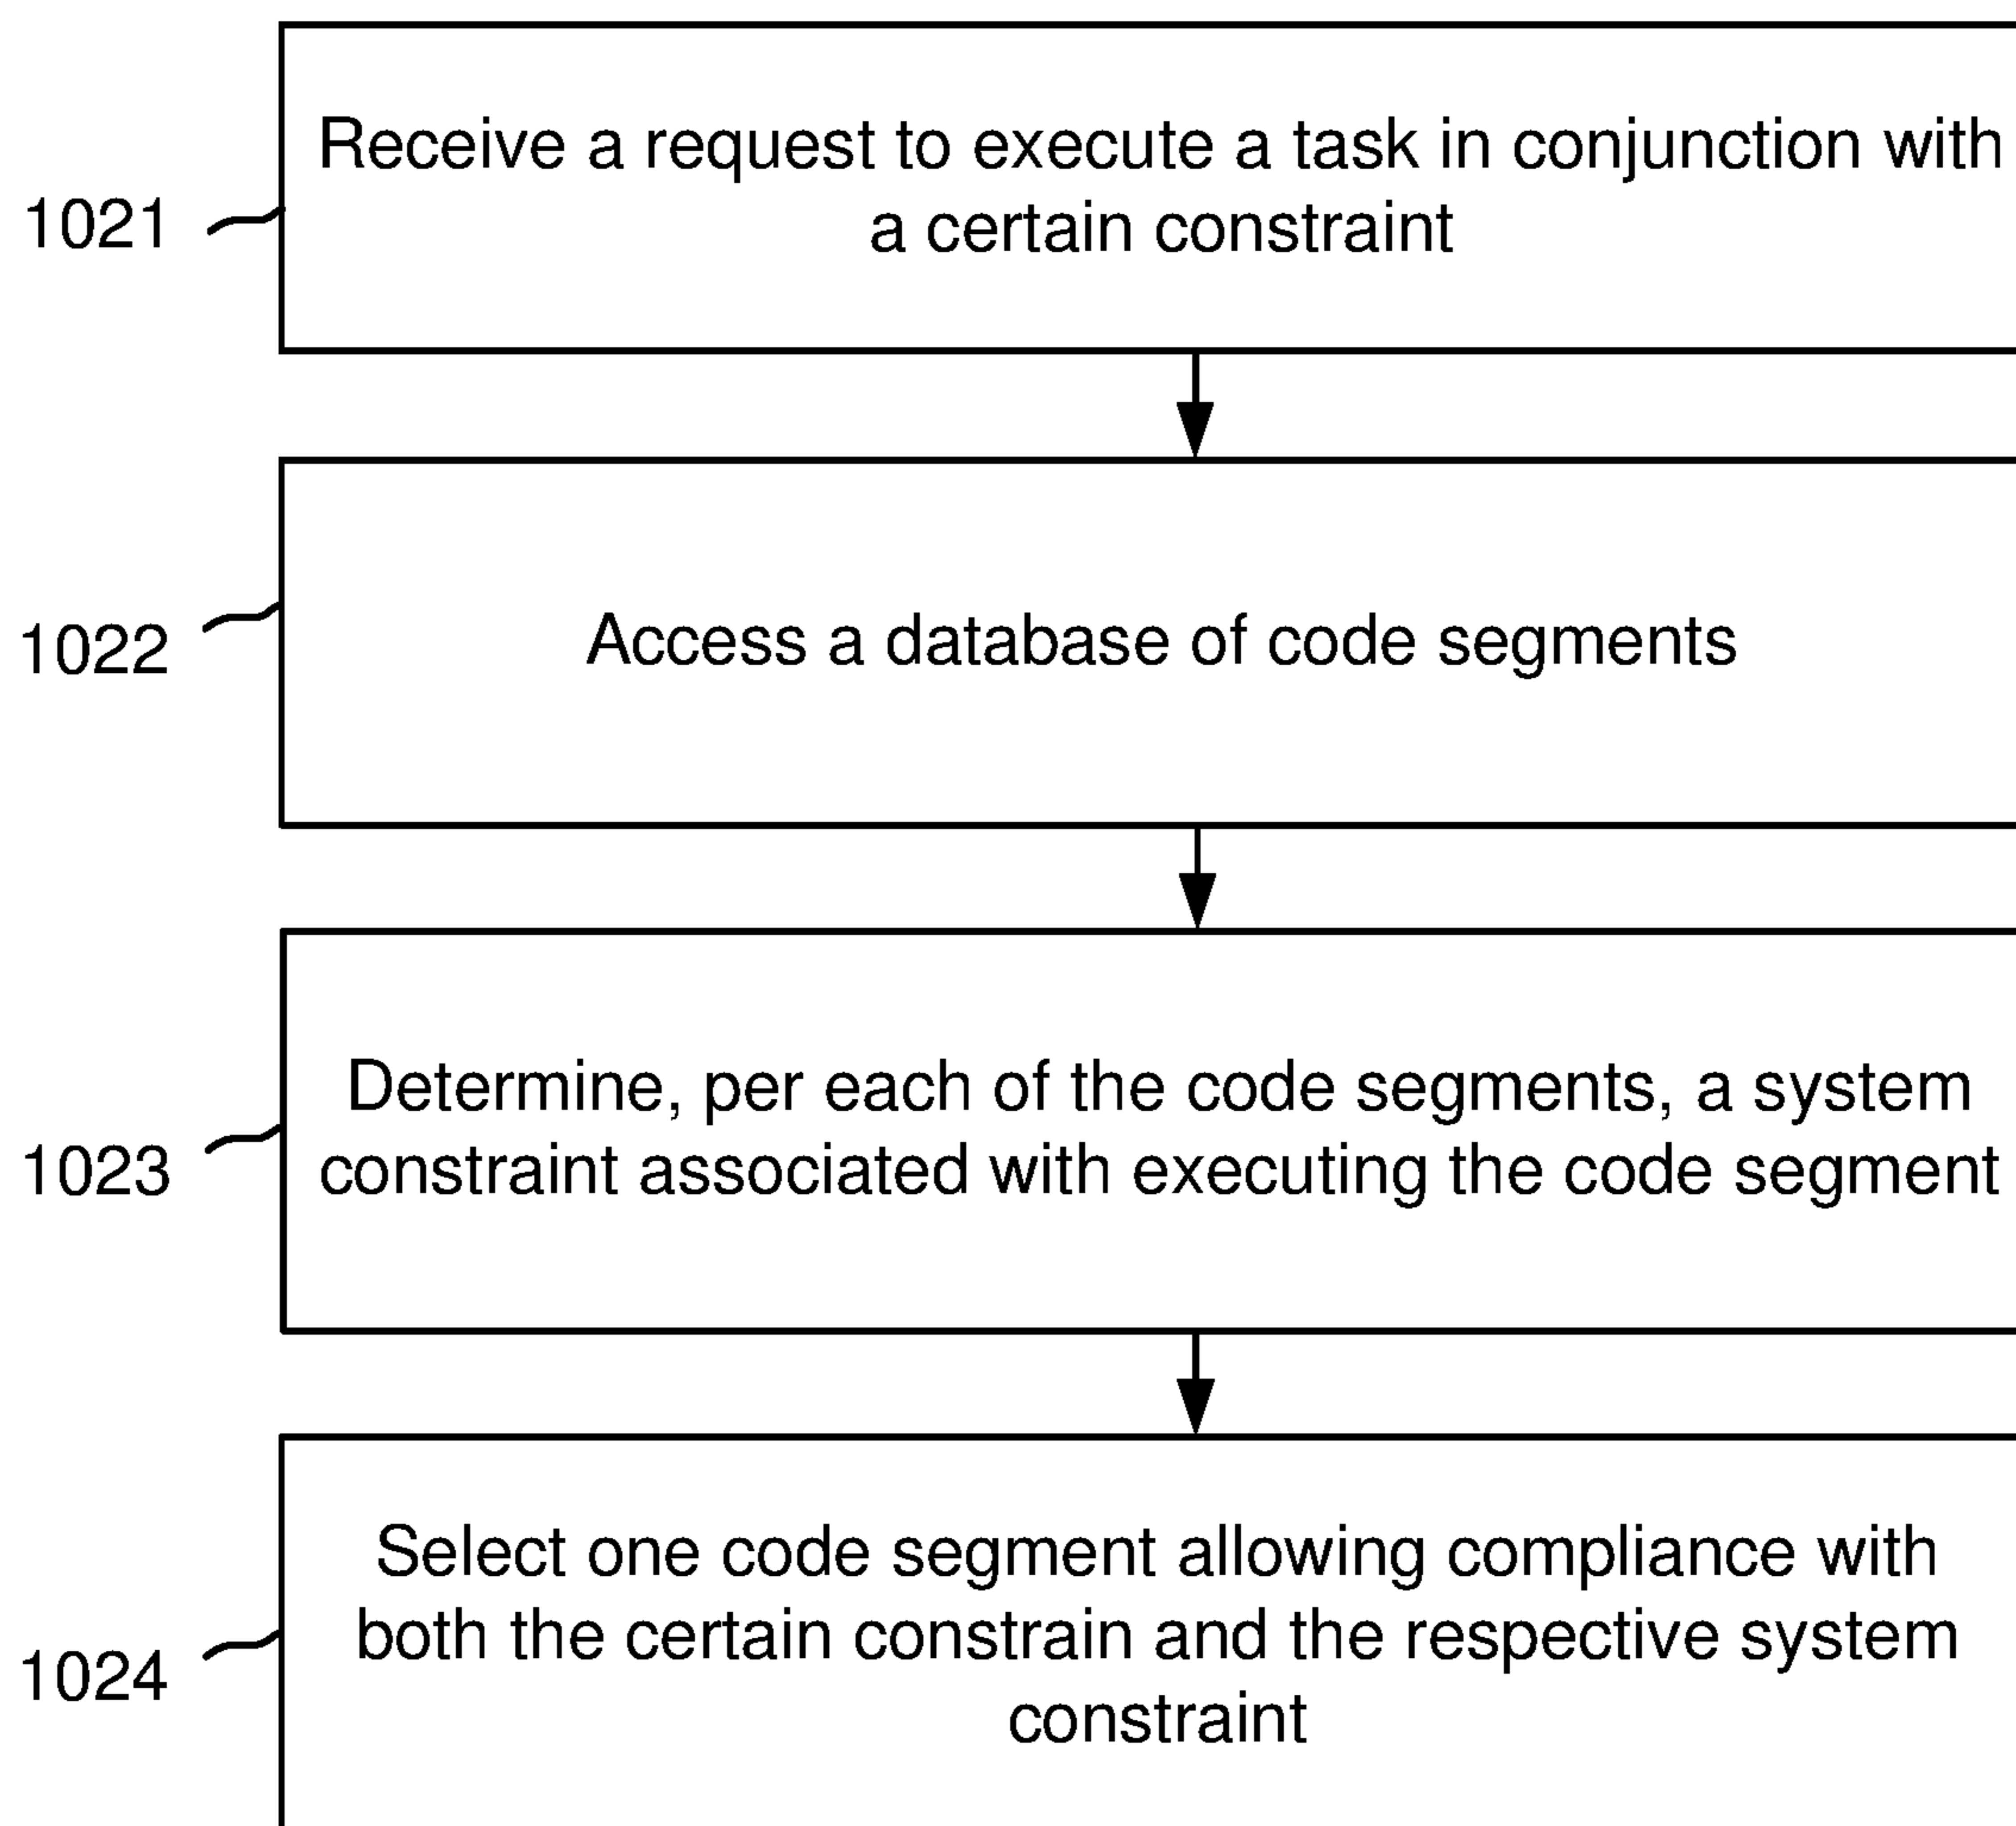 Receive a request to execute a task in conjunction with
a certain constraint
1021
Access a database of code segments
1022
Determine, per each of the code segments, a system
constraint associated with executing the code segment
1023
Select one code segment allowing compliance with
both the certain constrain and the respective system
constraint
1024